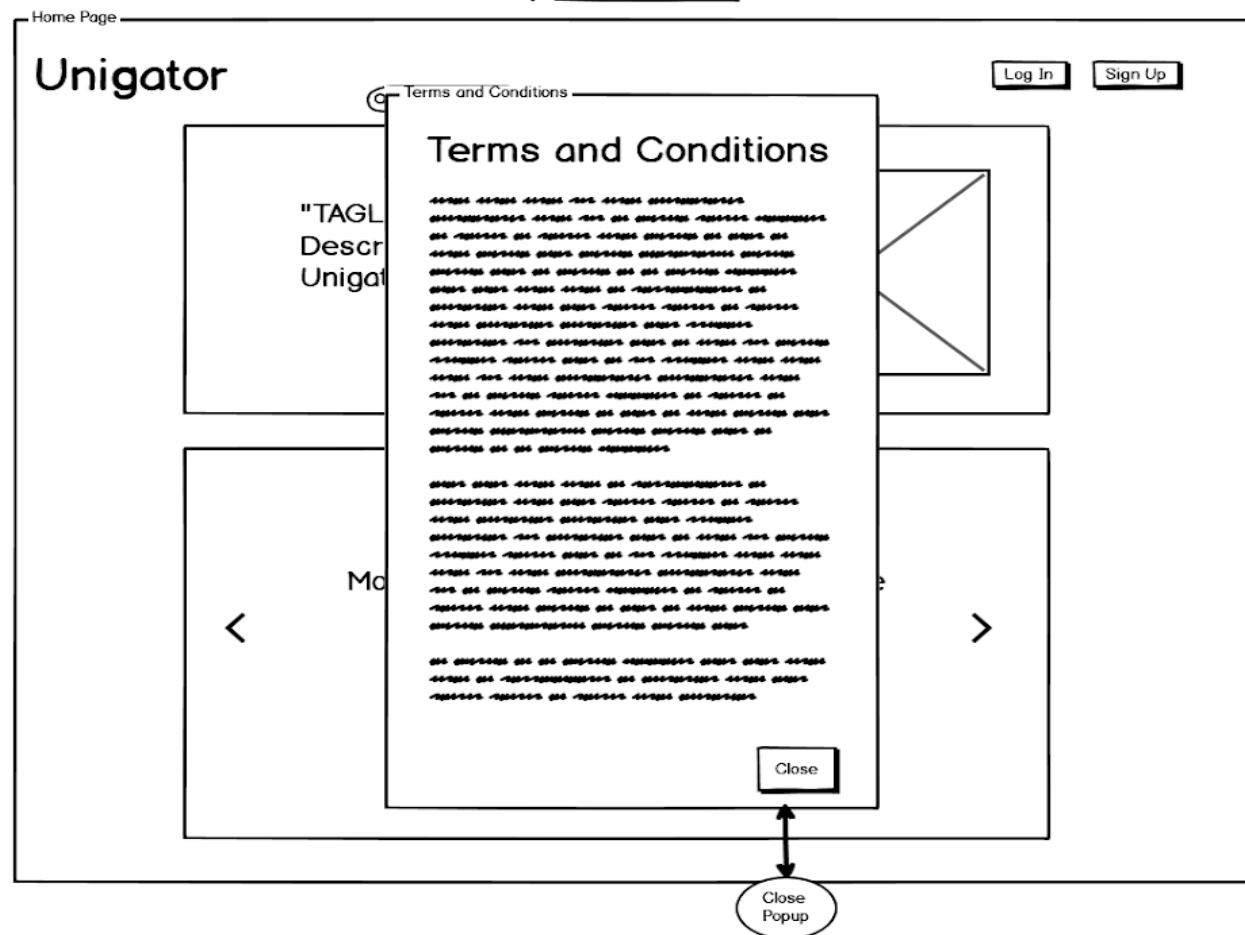 Home Page
Unigator
Log In
Sign Up
Terms and Conditions
Terms and Conditions
"TAGL
Descr
Unigat
Mo
e
Close
Close
Popup